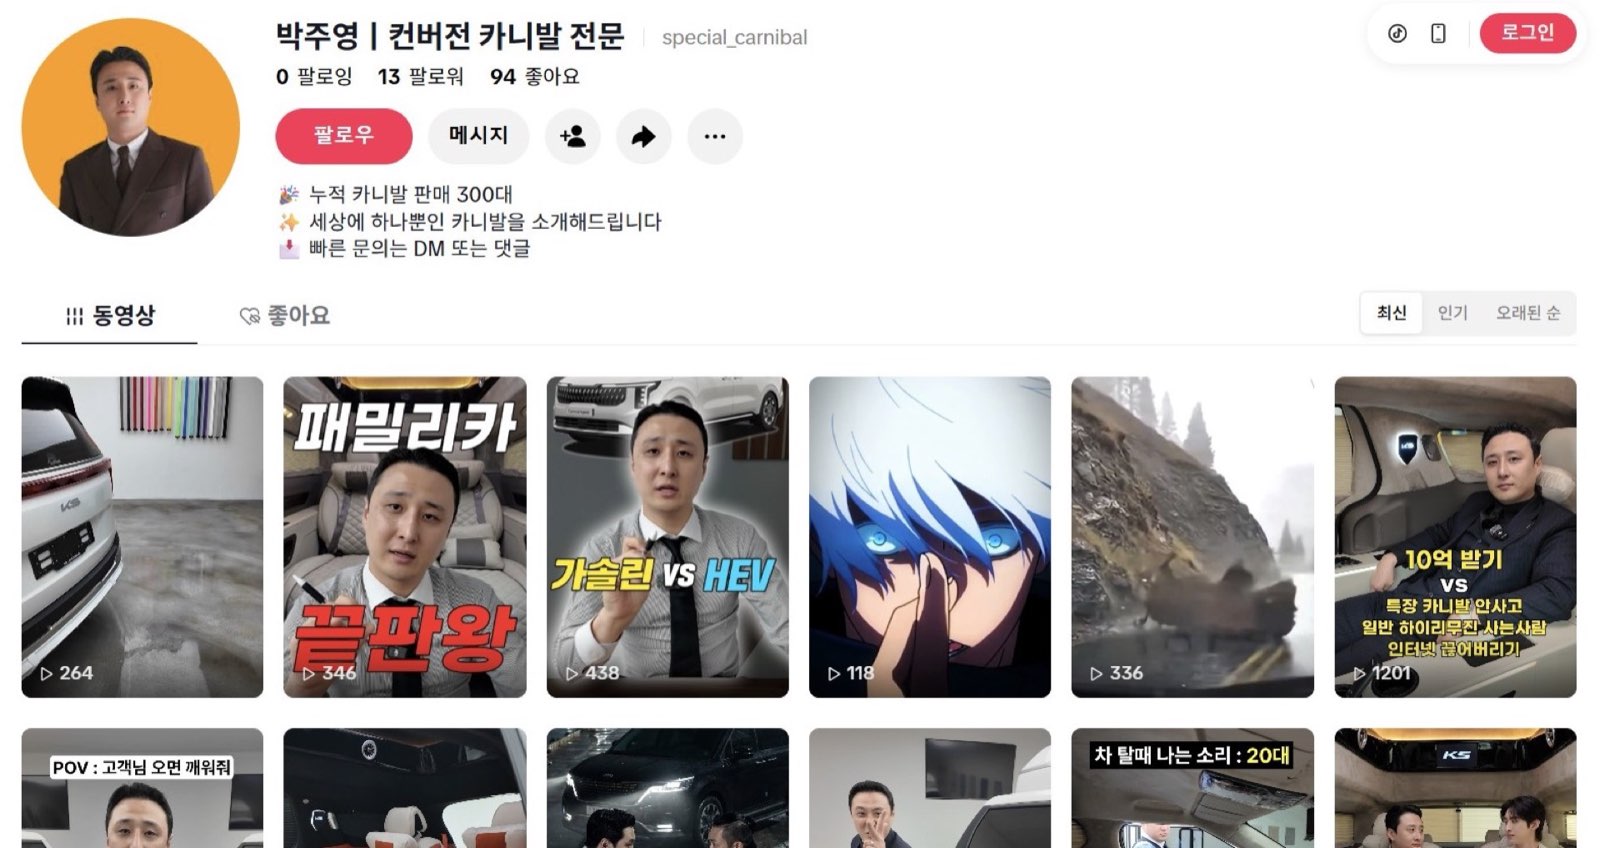 박주영 | 컨버전 카니발 전문 special_carnibal
0 팔로잉 13 팔로워 94 좋아요
로그인
팔로우 메시지
누적 카니발 판매 300대
세상에 하나뿐인 카니발을 소개해드립니다
빠른 문의는 DM 또는 댓글
동영상 좋아요
최신 인기 오래된 순
KS
264
패밀리카
끝판왕
346
가솔린 VS HEV
438
118
336
10억 받기
VS
특장 카니발 안사고
일반 하이리무진 사는사람
인터넷 끊어버리기
1201
POV : 고객님 오면 깨워줘
차 탈때 나는 소리 : 20대
KS